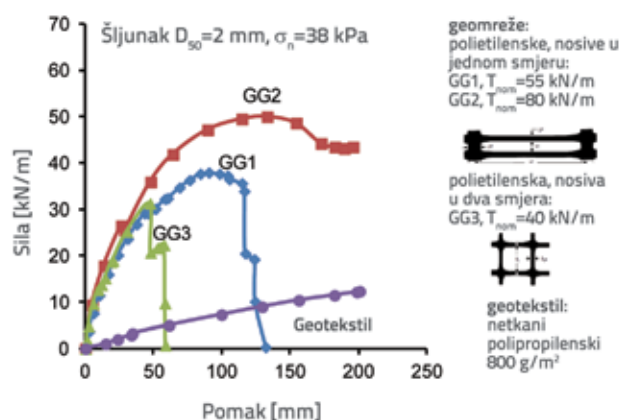 Šljunak D₅₀=2 mm, σₙ=38 kPa
Sila [kN/m]
70
60
50
40
30
20
10
0
GG2
GG1
GG3
Geotekstil
0 50 100 150 200 250
Pomak [mm]
geomreže:
polietilenske, nosive u
jednom smjeru:
GG1, Tₙₒₘ=55 kN/m
GG2, Tₙₒₘ=80 kN/m
polietilenska, nosiva
u dva smjera:
GG3, Tₙₒₘ=40 kN/m
geotekstil:
netkani
polipropilenski
800 g/m²